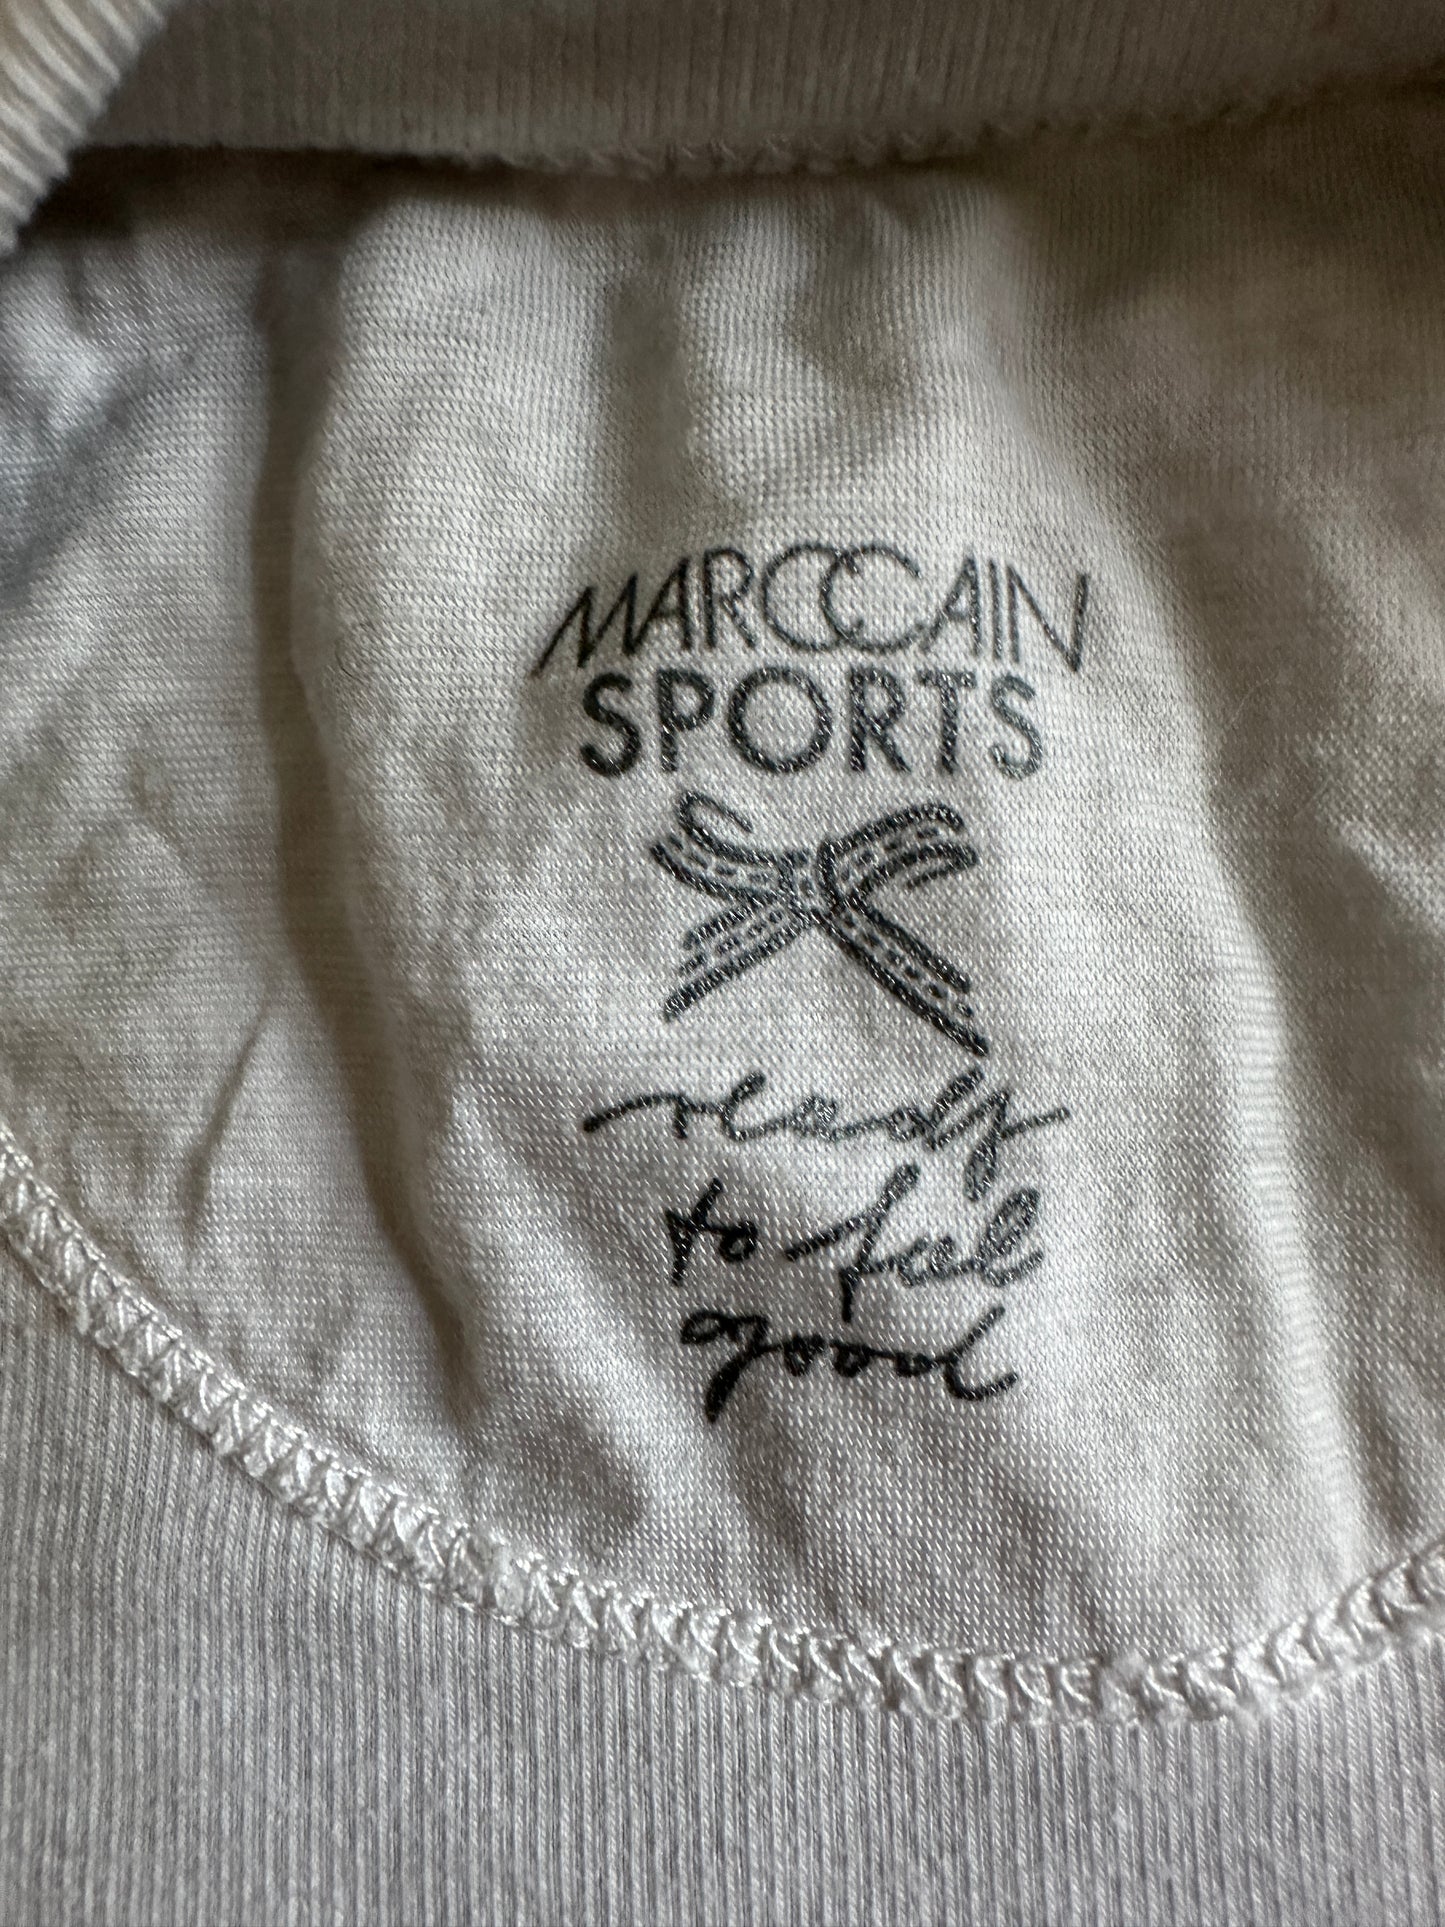 MARCCAIN
SPORTS
ready
to feel
good